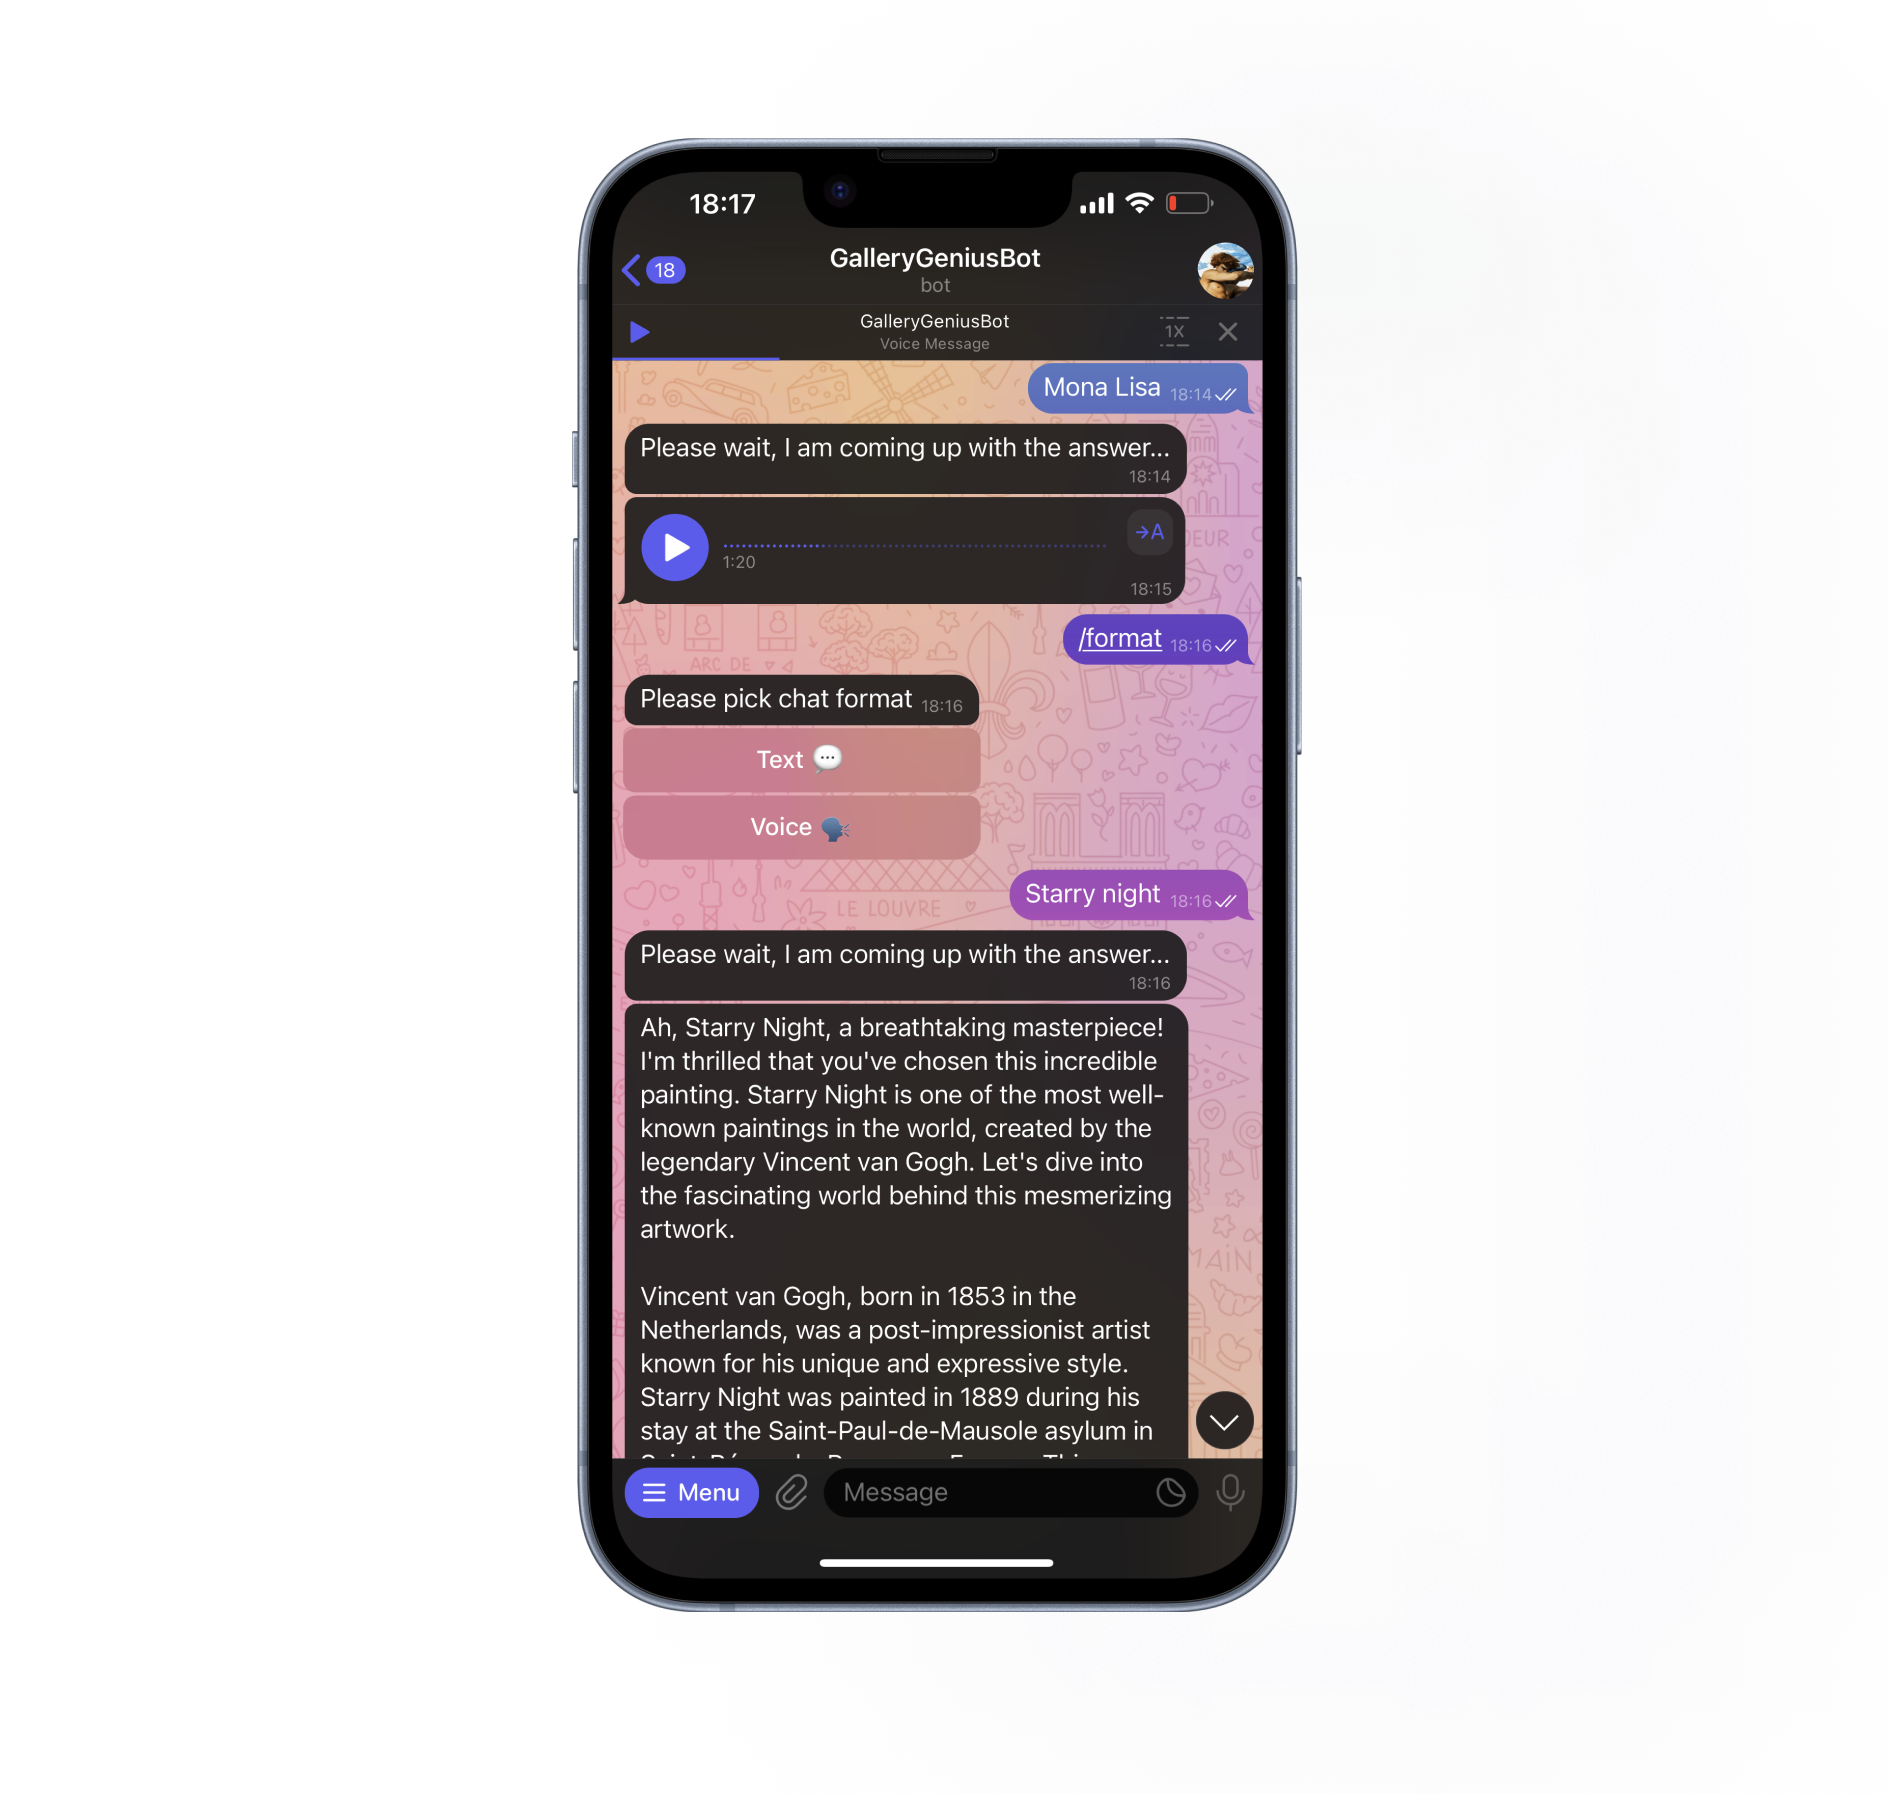 18:17
18
GalleryGeniusBot
bot
GalleryGeniusBot
1X
Voice Message
Mona Lisa 18:14
Please wait, I am coming up with the answer...
18:14
→A
1:20
18:15
DEUR
/format 18:16
ARC DE
Please pick chat format 18:16
Text
Voice
LE LOUVRE
Starry night 18:16
Please wait, I am coming up with the answer...
18:16
Ah, Starry Night, a breathtaking masterpiece!
I'm thrilled that you've chosen this incredible
painting. Starry Night is one of the most well-
known paintings in the world, created by the
legendary Vincent van Gogh. Let's dive into
the fascinating world behind this mesmerizing
artwork.
MAIN
Vincent van Gogh, born in 1853 in the
Netherlands, was a post-impressionist artist
known for his unique and expressive style.
Starry Night was painted in 1889 during his
stay at the Saint-Paul-de-Mausole asylum in
Menu
Message